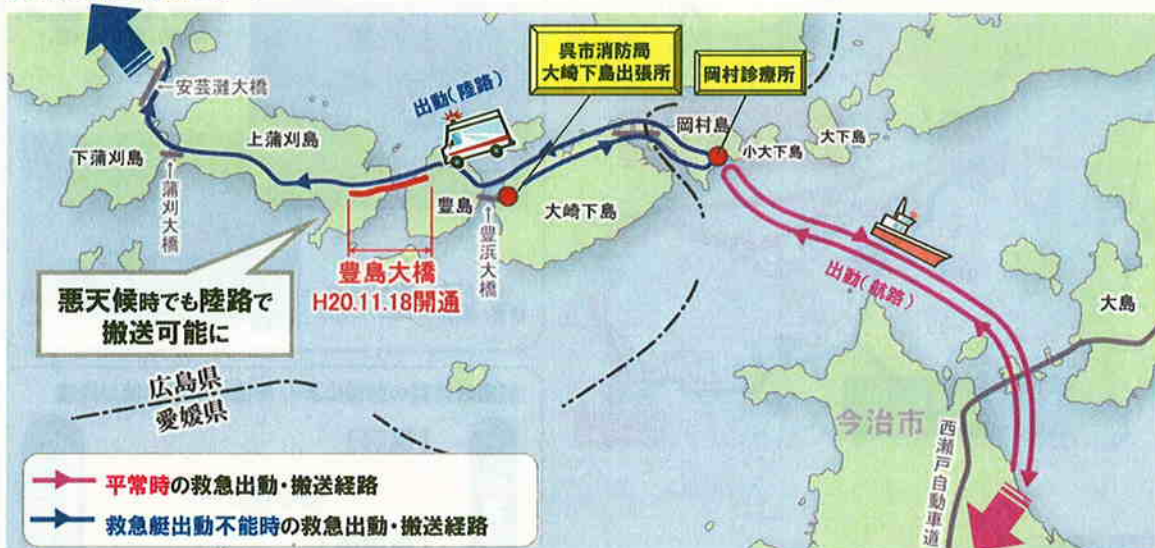 呉市消防局
大崎下島出張所
岡村診療所
安芸灘大橋
出動(陸路)
上蒲刈島
下蒲刈島
蒲刈大橋
岡村島
小大下島
大下島
豊島
豊浜大橋
大崎下島
豊島大橋
H20.11.18開通
悪天候時でも陸路で
搬送可能に
出動(航路)
大島
今治市
西瀬戸自動車道
広島県
愛媛県
平常時の救急出動・搬送経路
救急艇出動不能時の救急出動・搬送経路